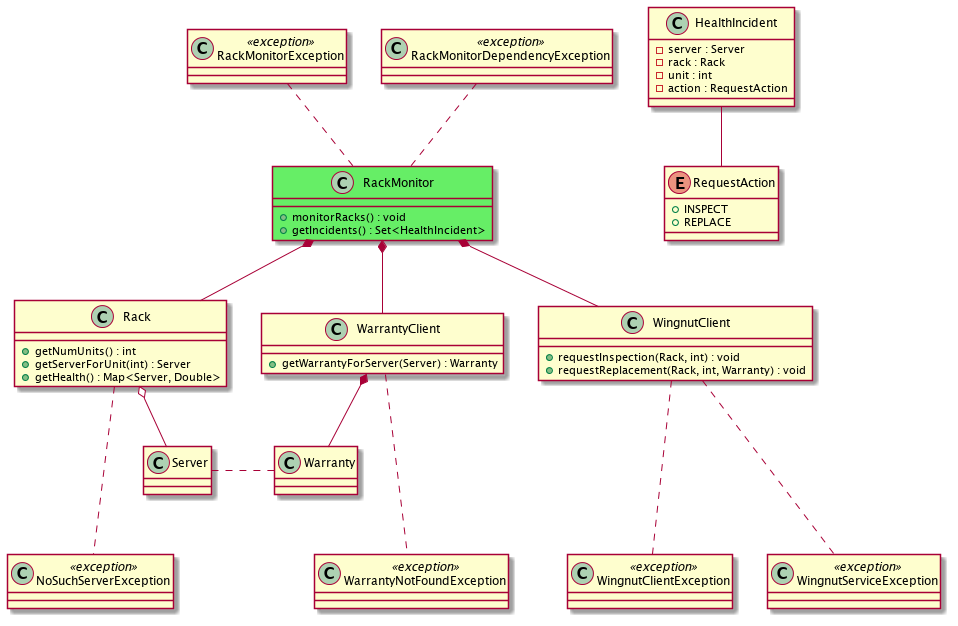 C HealthIncident
server : Server
rack : Rack
unit : int
action : RequestAction
C «exception»
RackMonitorException
C «exception»
RackMonitorDependencyException
C RackMonitor
monitorRacks() : void
getIncidents() : Set<HealthIncident>
E RequestAction
INSPECT
REPLACE
C Rack
getNumUnits() : int
getServerForUnit(int) : Server
getHealth() : Map<Server, Double>
C WarrantyClient
getWarrantyForServer(Server) : Warranty
C WingnutClient
requestInspection(Rack, int) : void
requestReplacement(Rack, int, Warranty) : void
C Server
C Warranty
C «exception»
NoSuchServerException
C «exception»
WarrantyNotFoundException
C «exception»
WingnutClientException
C «exception»
WingnutServiceException